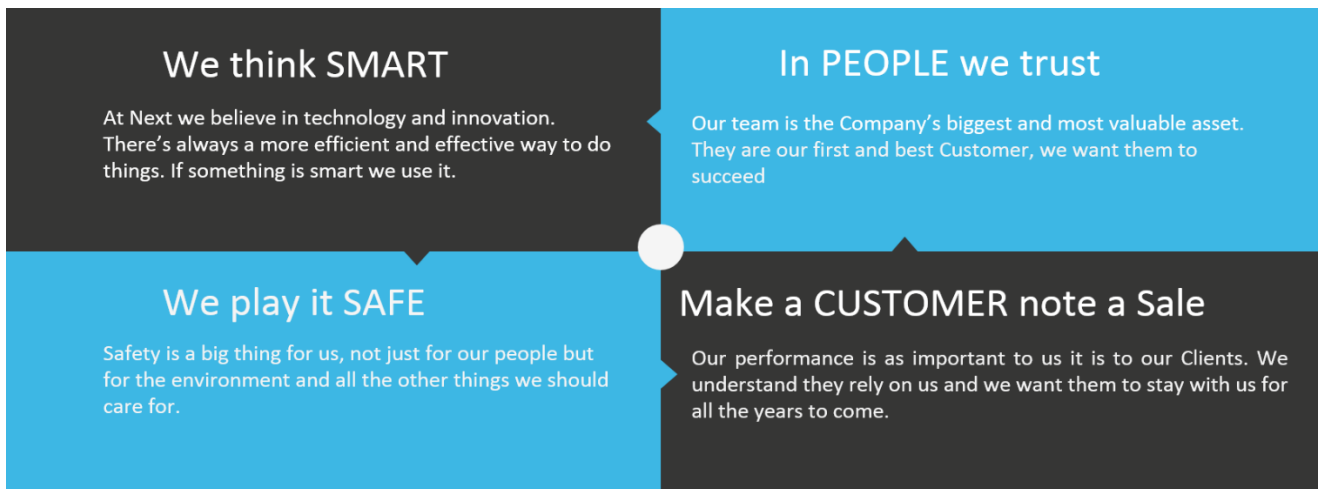 We think SMART
At Next we believe in technology and innovation.
There’s always a more efficient and effective way to do
things. If something is smart we use it.
In PEOPLE we trust
Our team is the Company’s biggest and most valuable asset.
They are our first and best Customer, we want them to
succeed
We play it SAFE
Safety is a big thing for us, not just for our people but
for the environment and all the other things we should
care for.
Make a CUSTOMER note a Sale
Our performance is as important to us it is to our Clients. We
understand they rely on us and we want them to stay with us for
all the years to come.